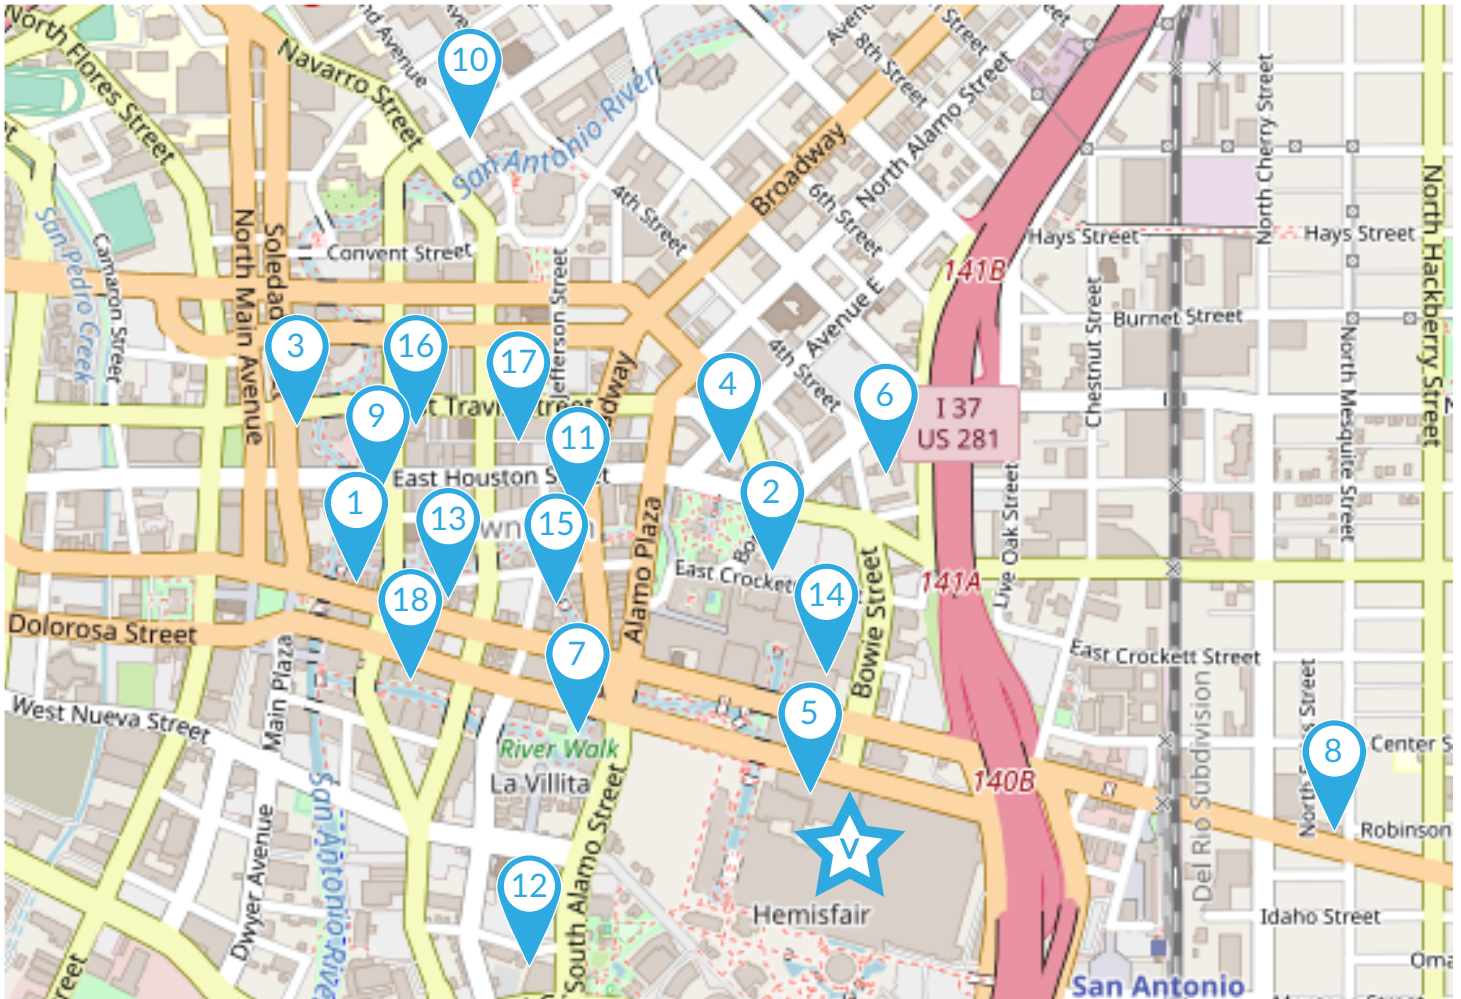 North Flores Street
Navarro Street
Avenue
10
San Antonio River
8th Street
North Alamo Street
Broadway
6th Street
4th Street
North Cherry Street
North Hackberry Street
San Pedro Creek
Camaron Street
North Main Avenue
Convent Street
Jefferson Street
Hays Street
Hays Street
141B
Avenue E
4th Street
Burnet Street
Chestnut Street
North Mesquite Street
3
16
17
4
6
I 37
US 281
9
11
East Houston
1
13
15
2
Alamo Plaza
East Crockett
14
Bowie Street
141A
Live Oak Street
18
Dolorosa Street
Main Plaza
7
5
East Crockett Street
Del Rio Subdivision
West Nueva Street
River Walk
La Villita
140B
8
Center S
Robinson
V
Dwyer Avenue
San Antonio River
South Alamo Street
12
Hemisfair
Idaho Street
Oma
San Antonio